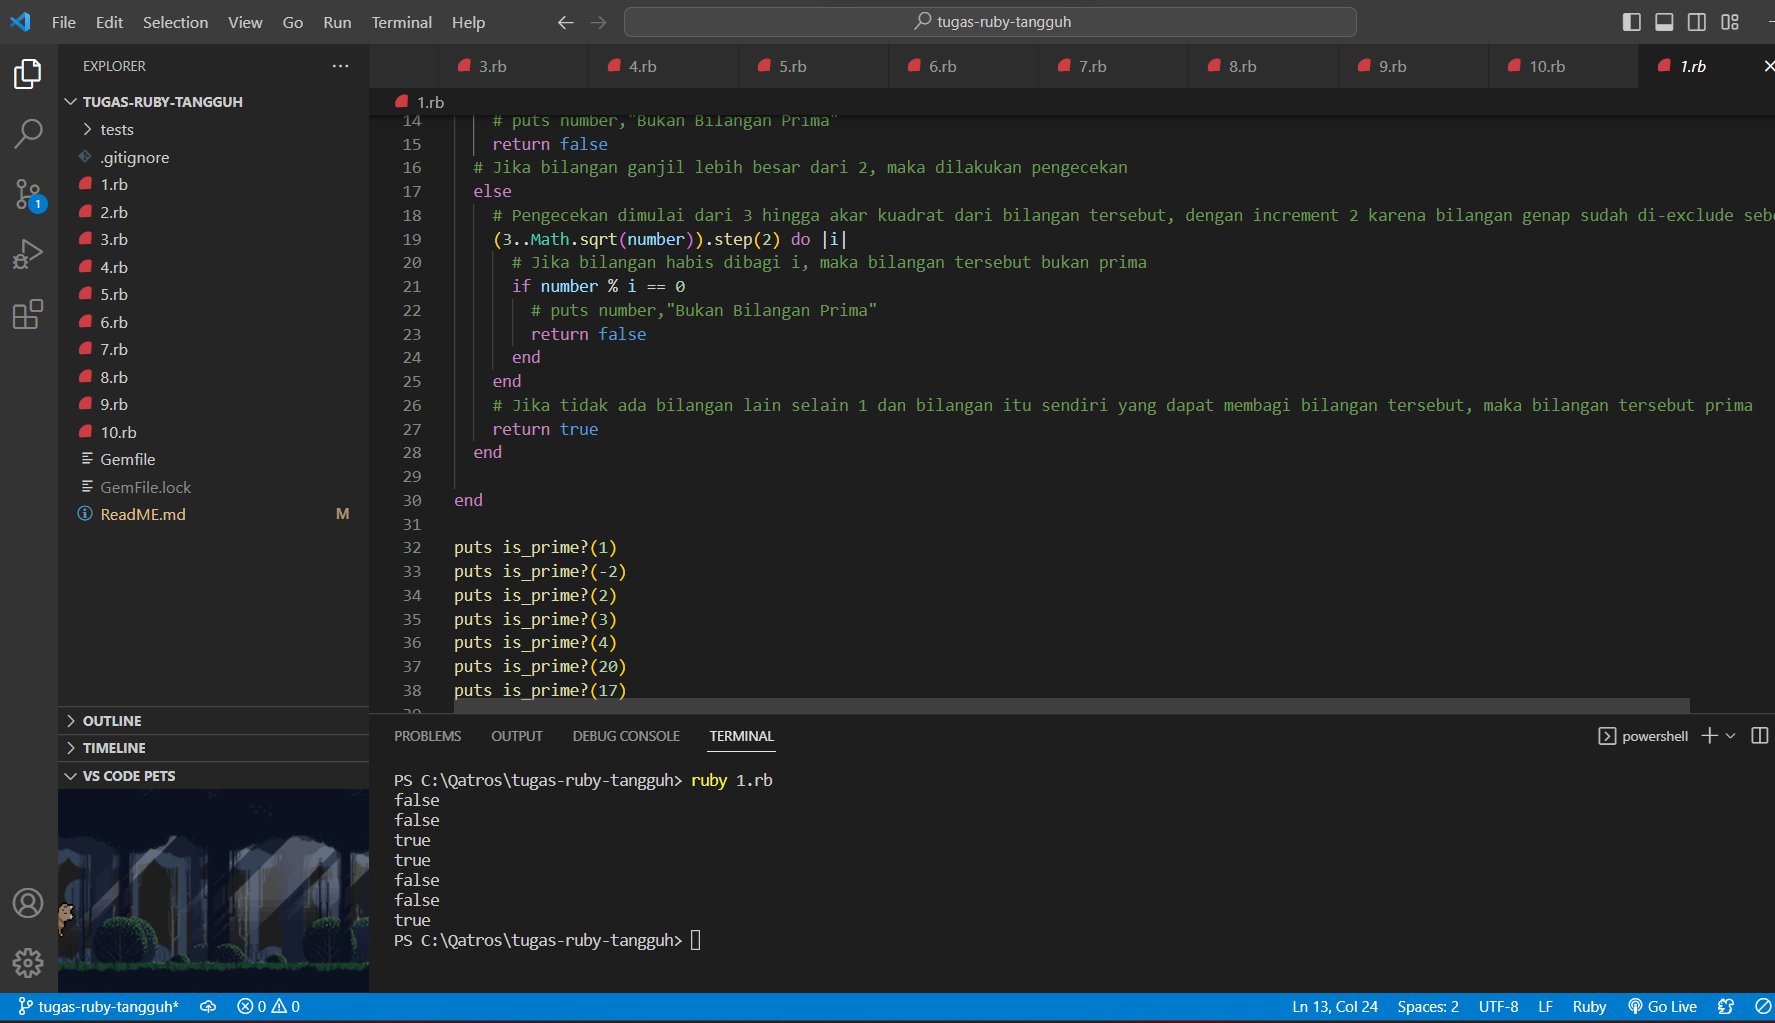 File Edit Selection View Go Run Terminal Help
tugas-ruby-tangguh
EXPLORER
TUGAS-RUBY-TANGGUH
tests
.gitignore
1.rb
2.rb
3.rb
4.rb
5.rb
6.rb
7.rb
8.rb
9.rb
10.rb
Gemfile
GemFile.lock
ReadME.md M
OUTLINE
TIMELINE
VS CODE PETS
3.rb 4.rb 5.rb 6.rb 7.rb 8.rb 9.rb 10.rb 1.rb
1.rb
14 # puts number,"Bukan Bilangan Prima"
15 return false
16 # Jika bilangan ganjil lebih besar dari 2, maka dilakukan pengecekan
17 else
18 # Pengecekan dimulai dari 3 hingga akar kuadrat dari bilangan tersebut, dengan increment 2 karena bilangan genap sudah di-exclude sebe
19 (3..Math.sqrt(number)).step(2) do |i|
20 # Jika bilangan habis dibagi i, maka bilangan tersebut bukan prima
21 if number % i == 0
22 # puts number,"Bukan Bilangan Prima"
23 return false
24 end
25 end
26 # Jika tidak ada bilangan lain selain 1 dan bilangan itu sendiri yang dapat membagi bilangan tersebut, maka bilangan tersebut prima
27 return true
28 end
29
30 end
31
32 puts is_prime?(1)
33 puts is_prime?(-2)
34 puts is_prime?(2)
35 puts is_prime?(3)
36 puts is_prime?(4)
37 puts is_prime?(20)
38 puts is_prime?(17)
PROBLEMS OUTPUT DEBUG CONSOLE TERMINAL powershell
PS C:\Qatros\tugas-ruby-tangguh> ruby 1.rb
false
false
true
true
false
false
true
PS C:\Qatros\tugas-ruby-tangguh>
1
tugas-ruby-tangguh* 0 0 Ln 13, Col 24 Spaces: 2 UTF-8 LF Ruby Go Live